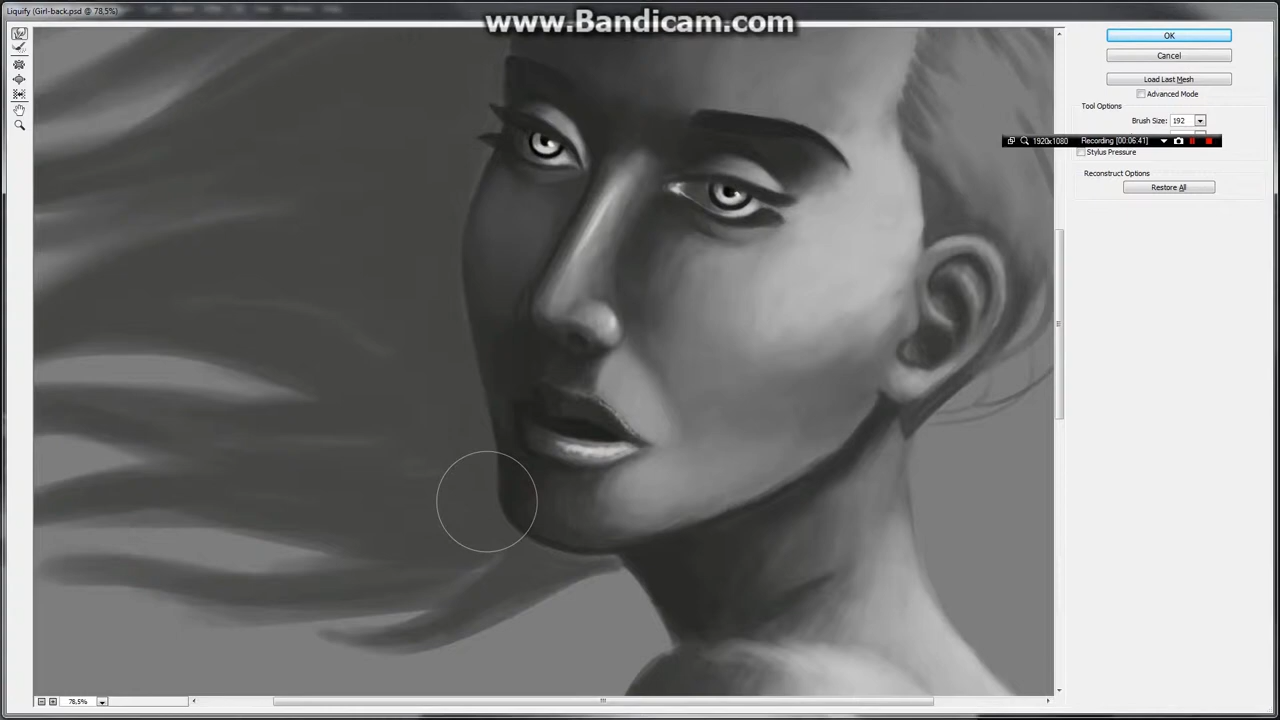 Liquify (Girl-back.psd @ 78,5%)
www.Bandicam.com
OK
Cancel
Load Last Mesh
Advanced Mode
Tool Options
Brush Size: 192
1920x1080 Recording [00:06:41]
Stylus Pressure
Reconstruct Options
Restore All
78,5%